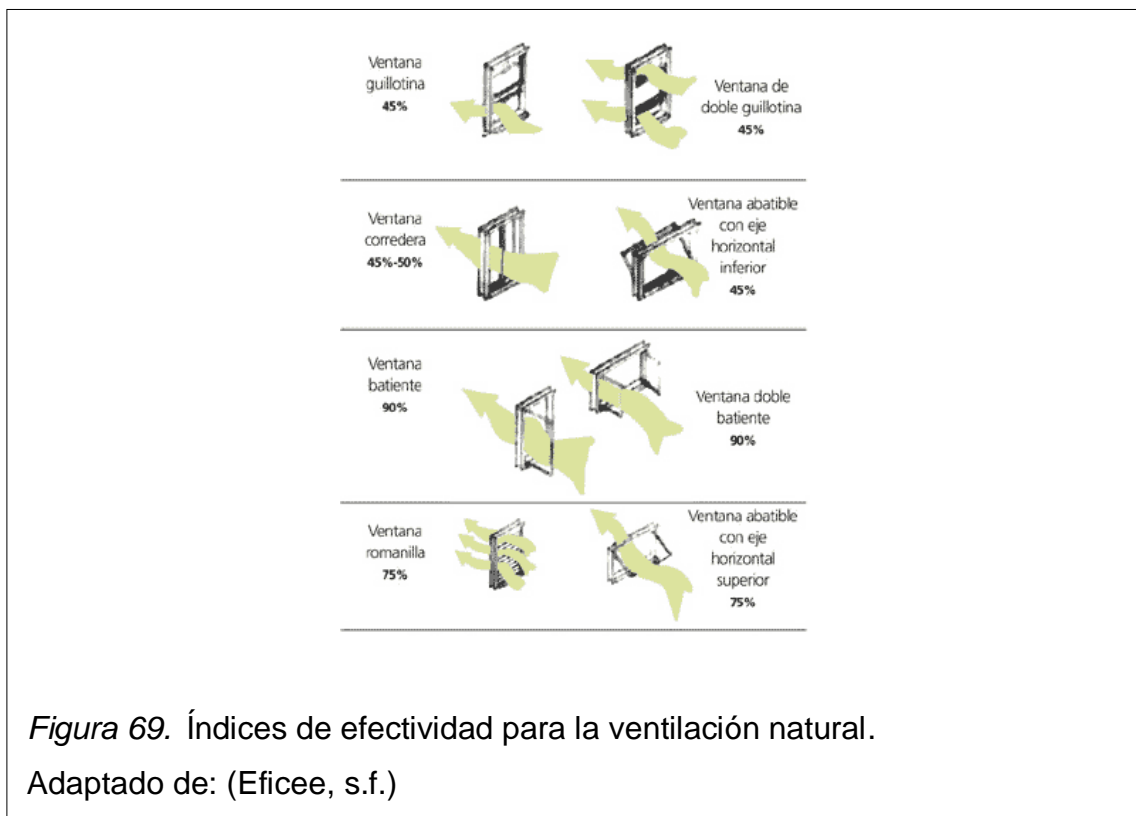 Ventana
guillotina
45%
Ventana de
doble guillotina
45%
Ventana
corredera
45%-50%
Ventana abatible
con eje
horizontal
inferior
45%
Ventana
batiente
90%
Ventana doble
batiente
90%
Ventana
romanilla
75%
Ventana abatible
con eje
horizontal
superior
75%
Figura 69. Índices de efectividad para la ventilación natural.
Adaptado de: (Eficee, s.f.)